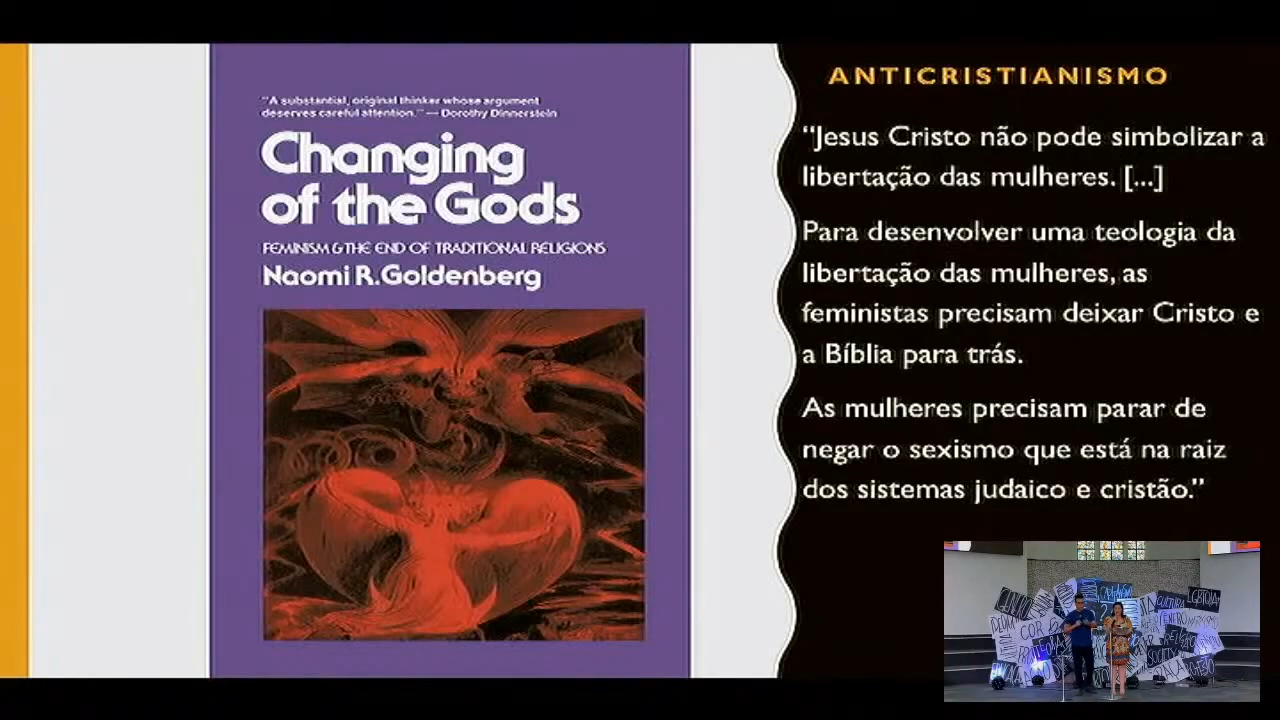 "A substantial, original thinker whose argument
deserves careful attention." — Dorothy Dinnerstein
Changing
of the Gods
FEMINISM & THE END OF TRADITIONAL RELIGIONS
Naomi R. Goldenberg
ANTICRISTIANISMO
“Jesus Cristo não pode simbolizar a
libertação das mulheres. [...]
Para desenvolver uma teologia da
libertação das mulheres, as
feministas precisam deixar Cristo e
a Bíblia para trás.
As mulheres precisam parar de
negar o sexismo que está na raiz
dos sistemas judaico e cristão.”
CULTURA
GÊNERO
COR